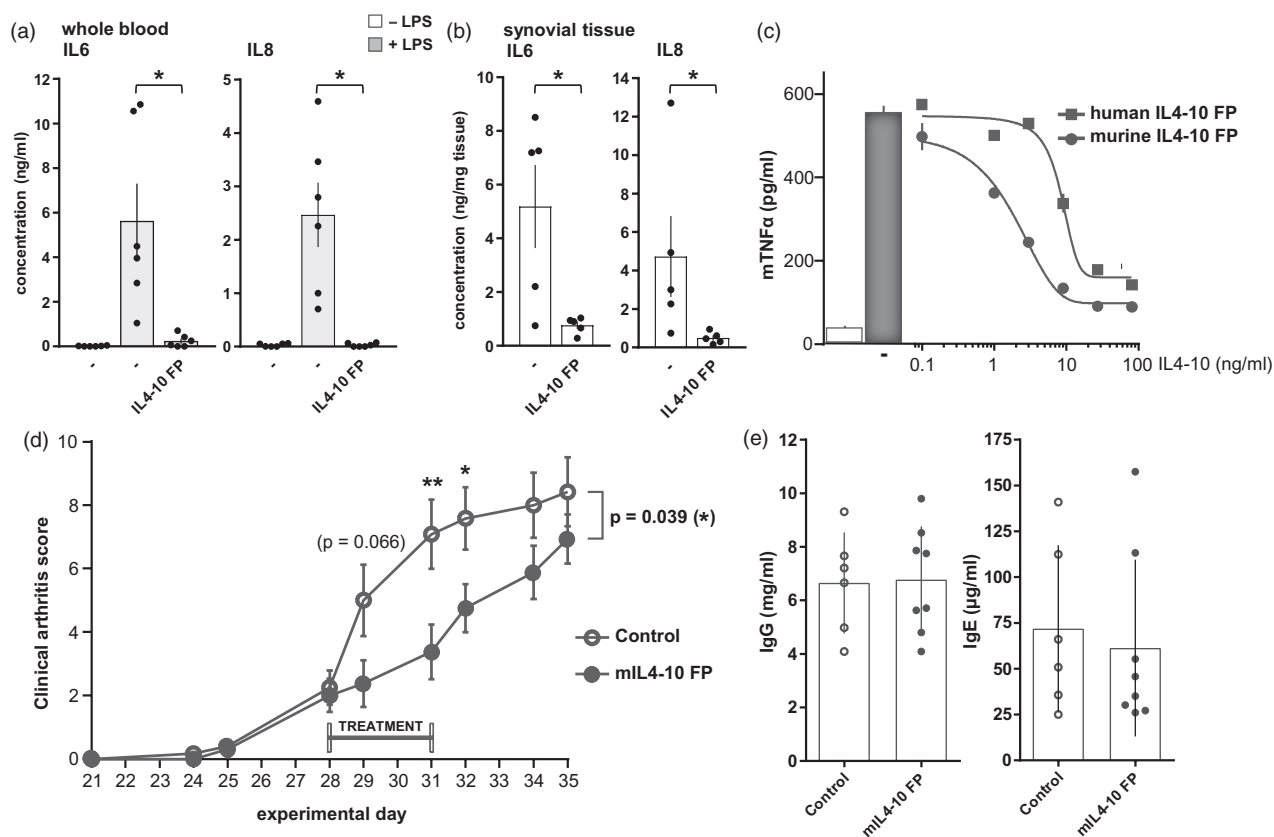 (a)
whole blood
IL6
IL8
– LPS
+ LPS
concentration (ng/ml)
12
10
8
6
4
2
0
*
-
-
IL4-10 FP
5
4
3
2
1
0
*
-
-
IL4-10 FP
(b)
synovial tissue
IL6
IL8
concentration (ng/mg tissue)
10
8
6
4
2
0
*
-
IL4-10 FP
14
12
10
8
6
4
2
0
*
-
IL4-10 FP
(c)
mTNFα (pg/ml)
600
400
200
0
human IL4-10 FP
murine IL4-10 FP
-
0.1
1
10
100
IL4-10 (ng/ml)
(d)
Clinical arthritis score
10
8
6
4
2
0
(p = 0.066)
**
*
p = 0.039 (*)
Control
mIL4-10 FP
TREATMENT
21 22 23 24 25 26 27 28 29 30 31 32 33 34 35
experimental day
(e)
IgG (mg/ml)
12
10
8
6
4
2
0
Control
mIL4-10 FP
IgE (µg/ml)
175
150
125
100
75
50
25
0
Control
mIL4-10 FP